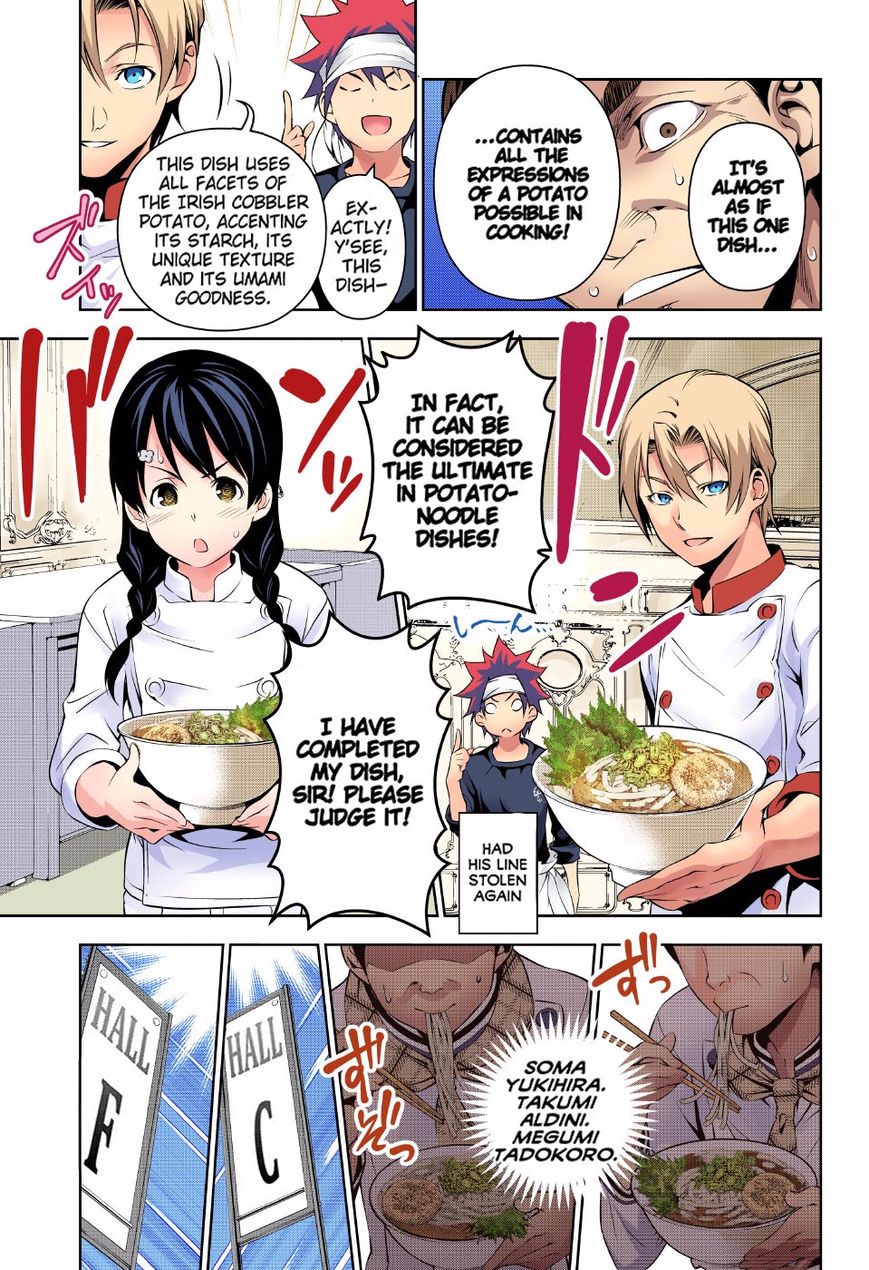 IT'S
ALMOST
AS IF
THIS ONE
DISH...
...CONTAINS
ALL THE
EXPRESSIONS
OF A POTATO
POSSIBLE IN
COOKING!
EX-
ACTLY!
Y'SEE,
THIS
DISH–
THIS DISH USES
ALL FACETS OF
THE IRISH COBBLER
POTATO, ACCENTING
ITS STARCH, ITS
UNIQUE TEXTURE
AND ITS UMAMI
GOODNESS.
ズイッ
IN FACT,
IT CAN BE
CONSIDERED
THE ULTIMATE
IN POTATO-
NOODLE
DISHES!
バン
し〜ん…
HAD
HIS LINE
STOLEN
AGAIN
I HAVE
COMPLETED
MY DISH,
SIR! PLEASE
JUDGE IT!
バンッ
ずっ
SOMA
YUKIHIRA.
TAKUMI
ALDINI.
MEGUMI
TADOKORO.
ずぞっ
HALL
C
HALL
F